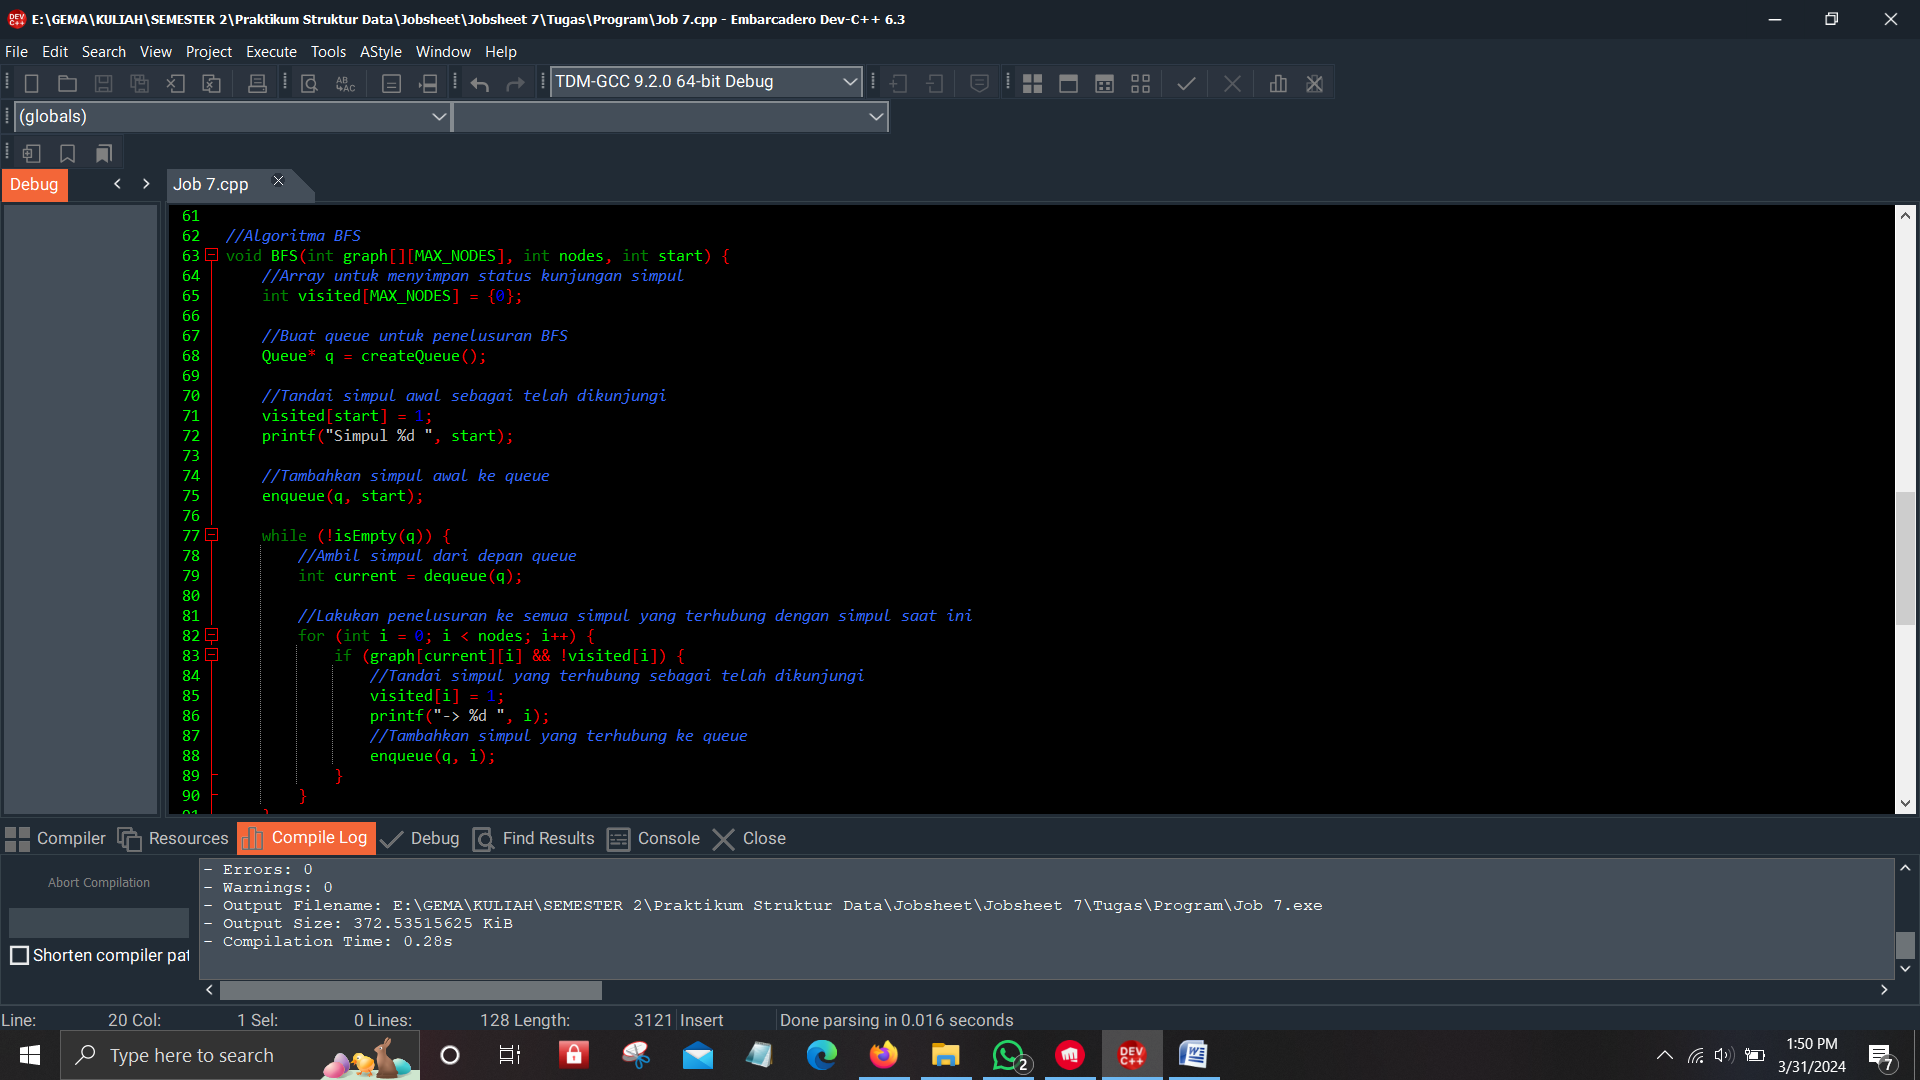 E:\GEMA\KULIAH\SEMESTER 2\Praktikum Struktur Data\Jobsheet\Jobsheet 7\Tugas\Program\Job 7.cpp - Embarcadero Dev-C++ 6.3
File Edit Search View Project Execute Tools AStyle Window Help
TDM-GCC 9.2.0 64-bit Debug
(globals)
Debug
Job 7.cpp
61
62 //Algoritma BFS
63 void BFS(int graph[][MAX_NODES], int nodes, int start) {
64 //Array untuk menyimpan status kunjungan simpul
65 int visited[MAX_NODES] = {0};
66
67 //Buat queue untuk penelusuran BFS
68 Queue* q = createQueue();
69
70 //Tandai simpul awal sebagai telah dikunjungi
71 visited[start] = 1;
72 printf("Simpul %d ", start);
73
74 //Tambahkan simpul awal ke queue
75 enqueue(q, start);
76
77 while (!isEmpty(q)) {
78 //Ambil simpul dari depan queue
79 int current = dequeue(q);
80
81 //Lakukan penelusuran ke semua simpul yang terhubung dengan simpul saat ini
82 for (int i = 0; i < nodes; i++) {
83 if (graph[current][i] && !visited[i]) {
84 //Tandai simpul yang terhubung sebagai telah dikunjungi
85 visited[i] = 1;
86 printf("-> %d ", i);
87 //Tambahkan simpul yang terhubung ke queue
88 enqueue(q, i);
89 }
90 }
91 }
Compiler Resources Compile Log Debug Find Results Console Close
Abort Compilation
Shorten compiler pat
- Errors: 0
- Warnings: 0
- Output Filename: E:\GEMA\KULIAH\SEMESTER 2\Praktikum Struktur Data\Jobsheet\Jobsheet 7\Tugas\Program\Job 7.exe
- Output Size: 372.53515625 KiB
- Compilation Time: 0.28s
Line: 20 Col: 1 Sel: 0 Lines: 128 Length: 3121 Insert Done parsing in 0.016 seconds
Type here to search
2
DEV C++
1:50 PM
3/31/2024
7